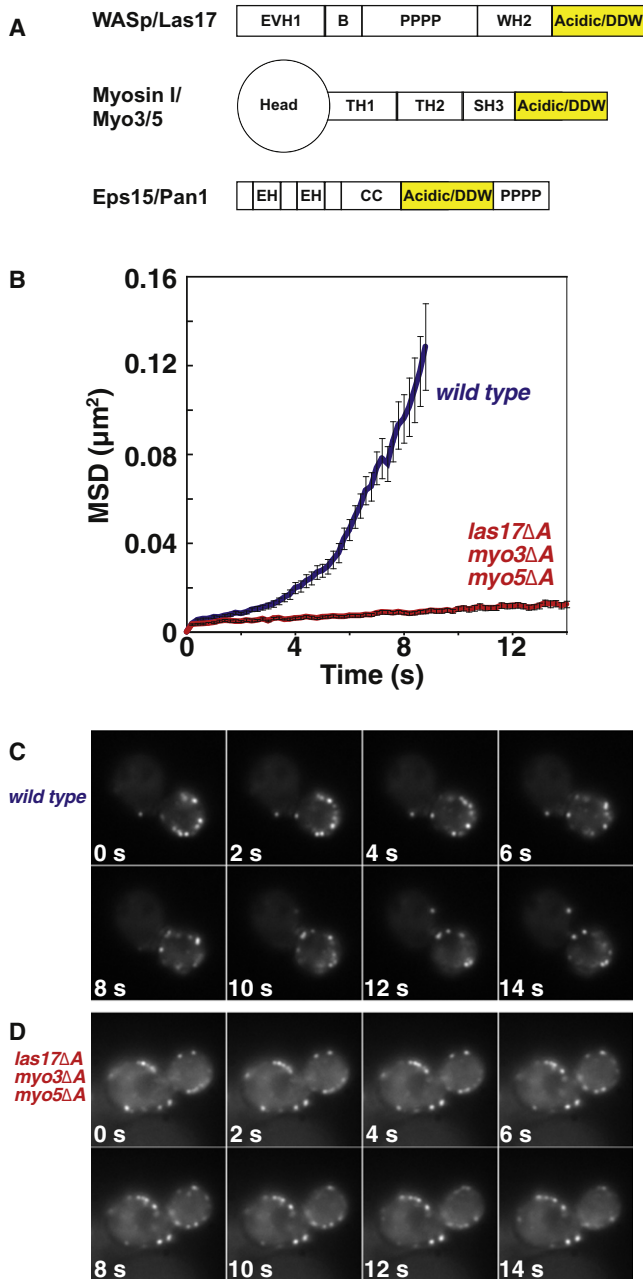 A
WASp/Las17
EVH1 B PPPP WH2 Acidic/DDW
Myosin I/
Myo3/5
Head TH1 TH2 SH3 Acidic/DDW
Eps15/Pan1
EH EH CC Acidic/DDW PPPP
B
MSD (µm²)
0.16
0.12
0.08
0.04
0
wild type
las17ΔA
myo3ΔA
myo5ΔA
0 4 8 12
Time (s)
C
wild type
0 s 2 s 4 s 6 s
8 s 10 s 12 s 14 s
D
las17ΔA
myo3ΔA
myo5ΔA
0 s 2 s 4 s 6 s
8 s 10 s 12 s 14 s